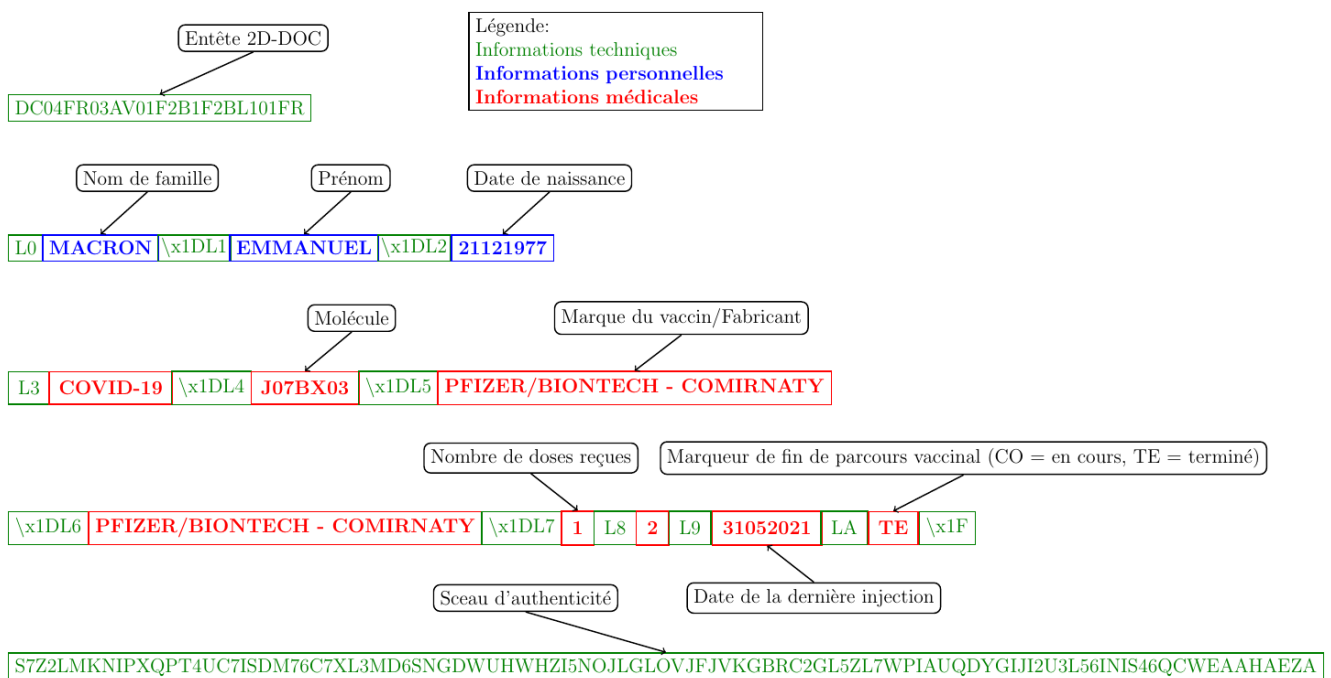 Légende:
Entête 2D-DOC
Informations techniques
Informations personnelles
Informations médicales
DC04FR03AV01F2B1F2BL101FR
Nom de famille Prénom Date de naissance
L0 MACRON \x1DL1 EMMANUEL \x1DL2 21121977
Molécule Marque du vaccin/Fabricant
L3 COVID-19 \x1DL4 J07BX03 \x1DL5 PFIZER/BIONTECH - COMIRNATY
Nombre de doses reçues Marqueur de fin de parcours vaccinal (CO = en cours, TE = terminé)
\x1DL6 PFIZER/BIONTECH - COMIRNATY \x1DL7 1 L8 2 L9 31052021 LA TE \x1F
Sceau d'authenticité Date de la dernière injection
S7Z2LMKNIPXQPT4UC7ISDM76C7XL3MD6SNGDWUHWHZI5NOJLGLOVJFJVKGBRC2GL5ZL7WPIAUQDYGIJI2U3L56INIS46QCWEAAHAEZA